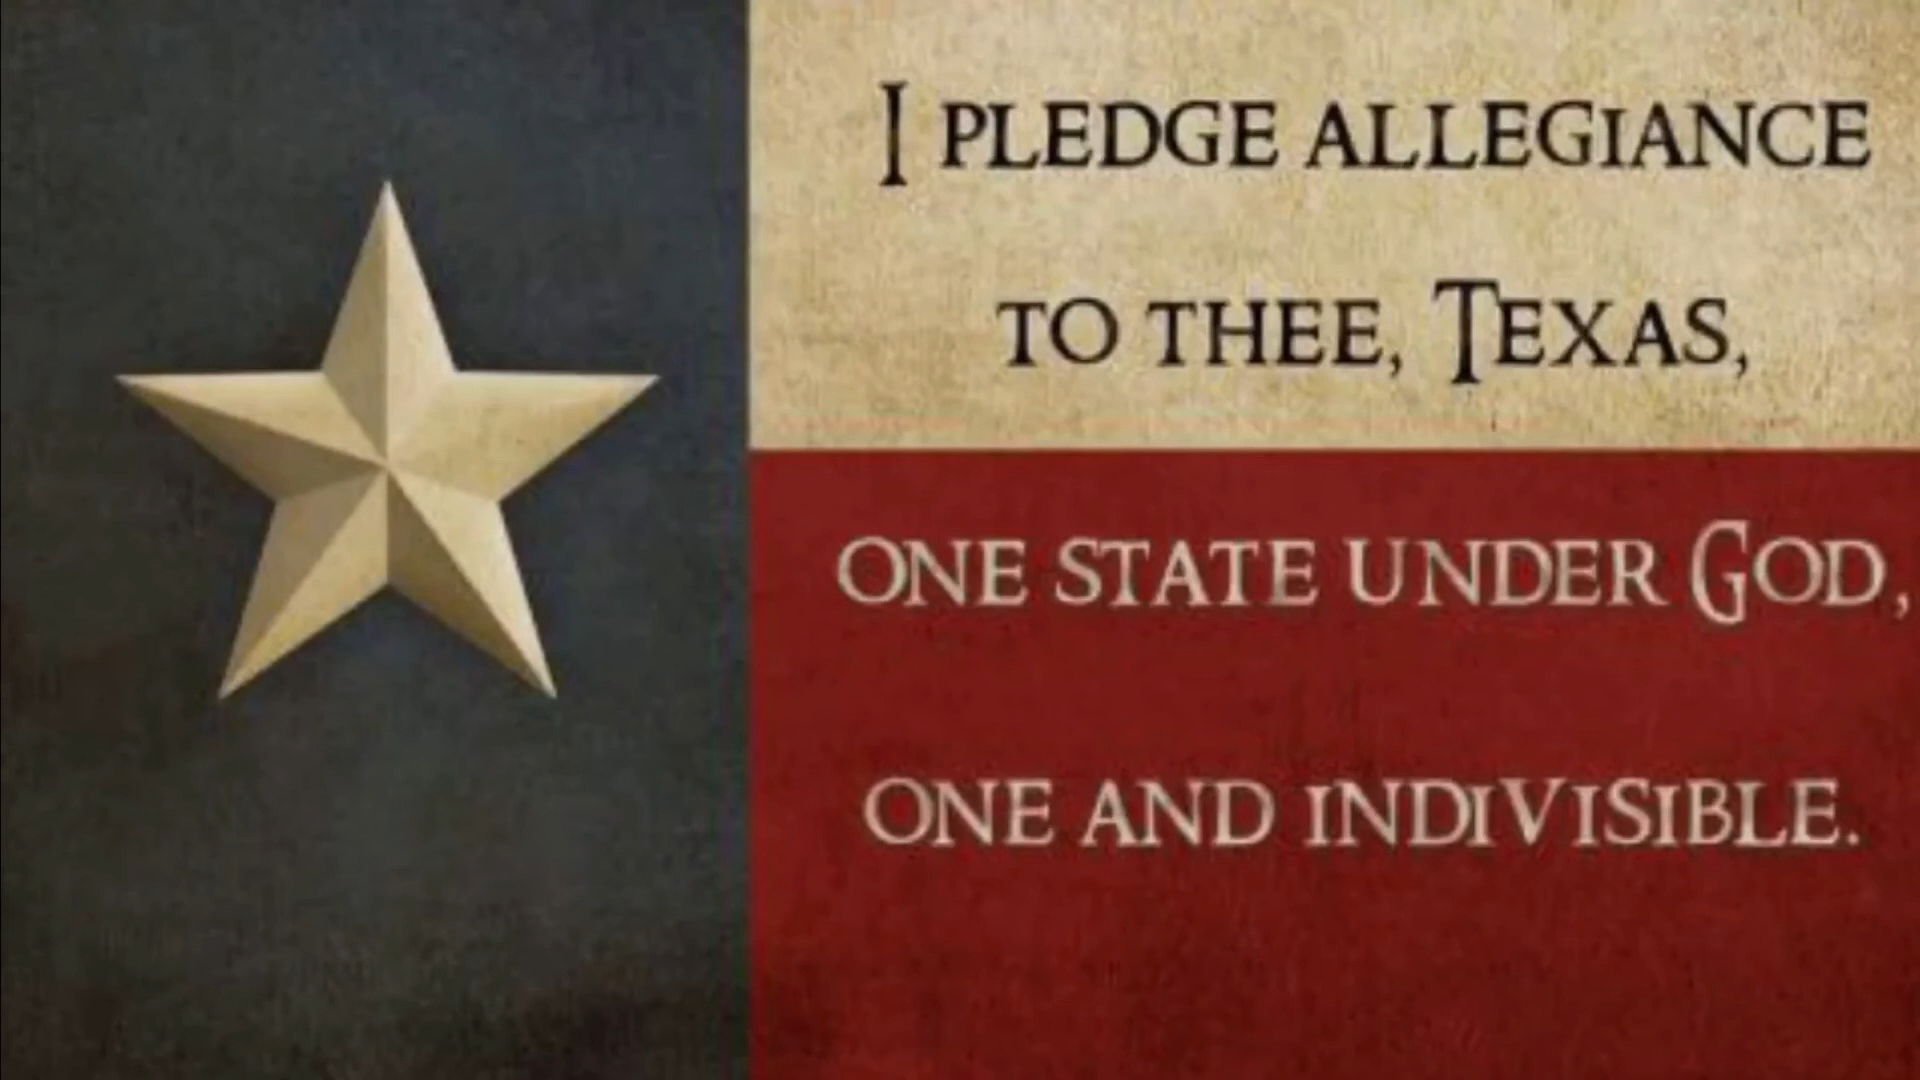 I PLEDGE ALLEGIANCE
TO THEE, TEXAS,
ONE STATE UNDER GOD,
ONE AND INDIVISIBLE.